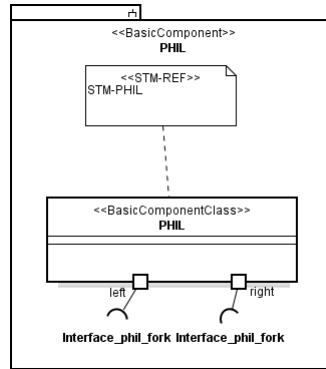 <<BasicComponent>>
PHIL
<<STM-REF>>
STM-PHIL
<<BasicComponentClass>>
PHIL
left
right
Interface_phil_fork Interface_phil_fork